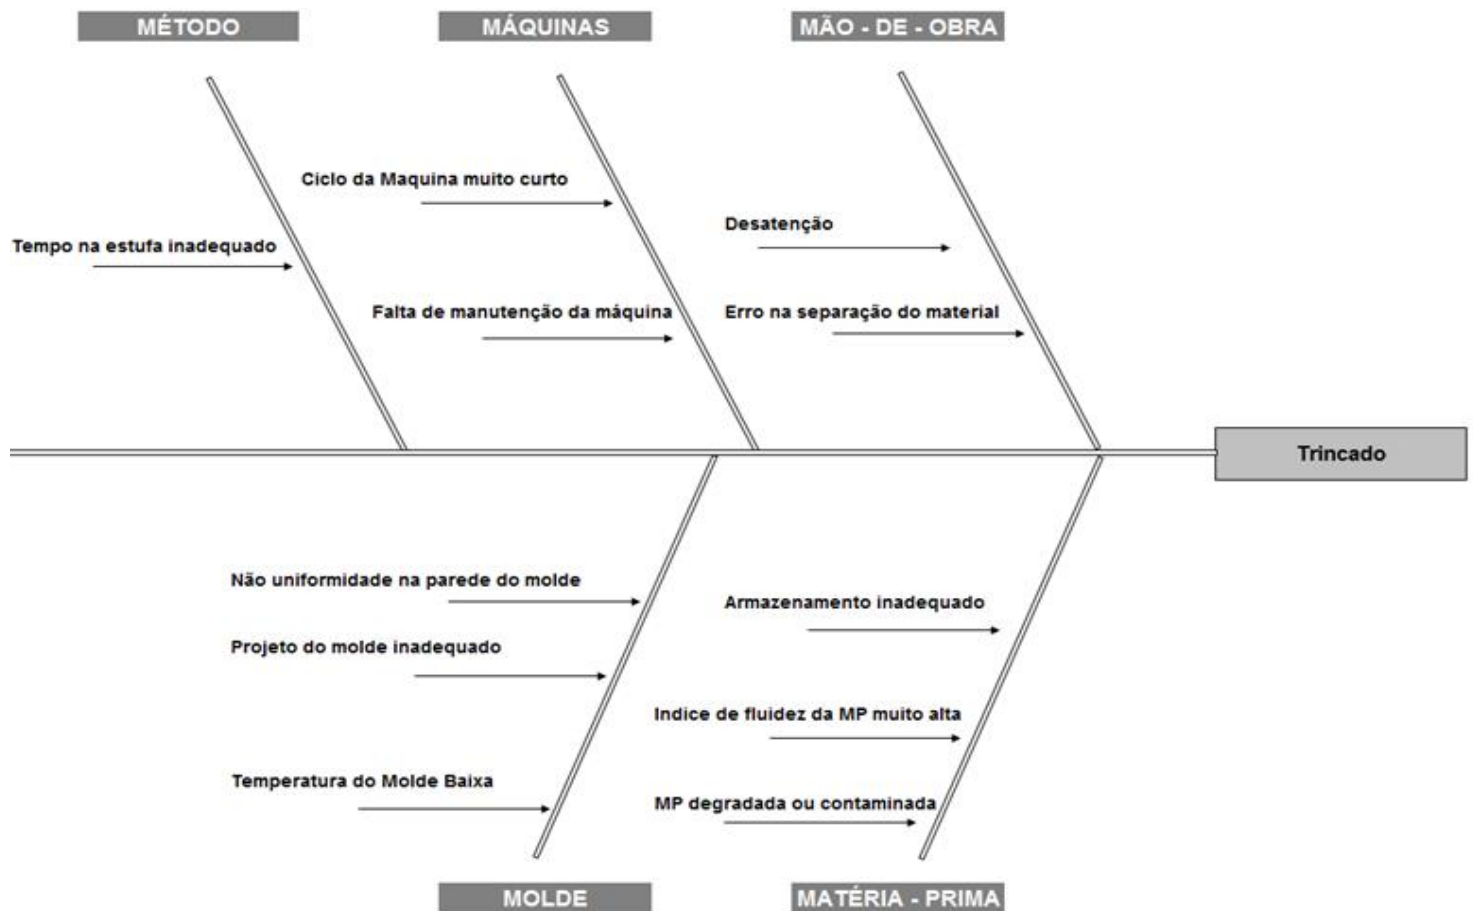 MÉTODO
MÁQUINAS
MÃO - DE - OBRA
Ciclo da Maquina muito curto
Desatenção
Tempo na estufa inadequado
Falta de manutenção da máquina
Erro na separação do material
Trincado
Não uniformidade na parede do molde
Armazenamento inadequado
Projeto do molde inadequado
Indice de fluidez da MP muito alta
Temperatura do Molde Baixa
MP degradada ou contaminada
MOLDE
MATÉRIA - PRIMA